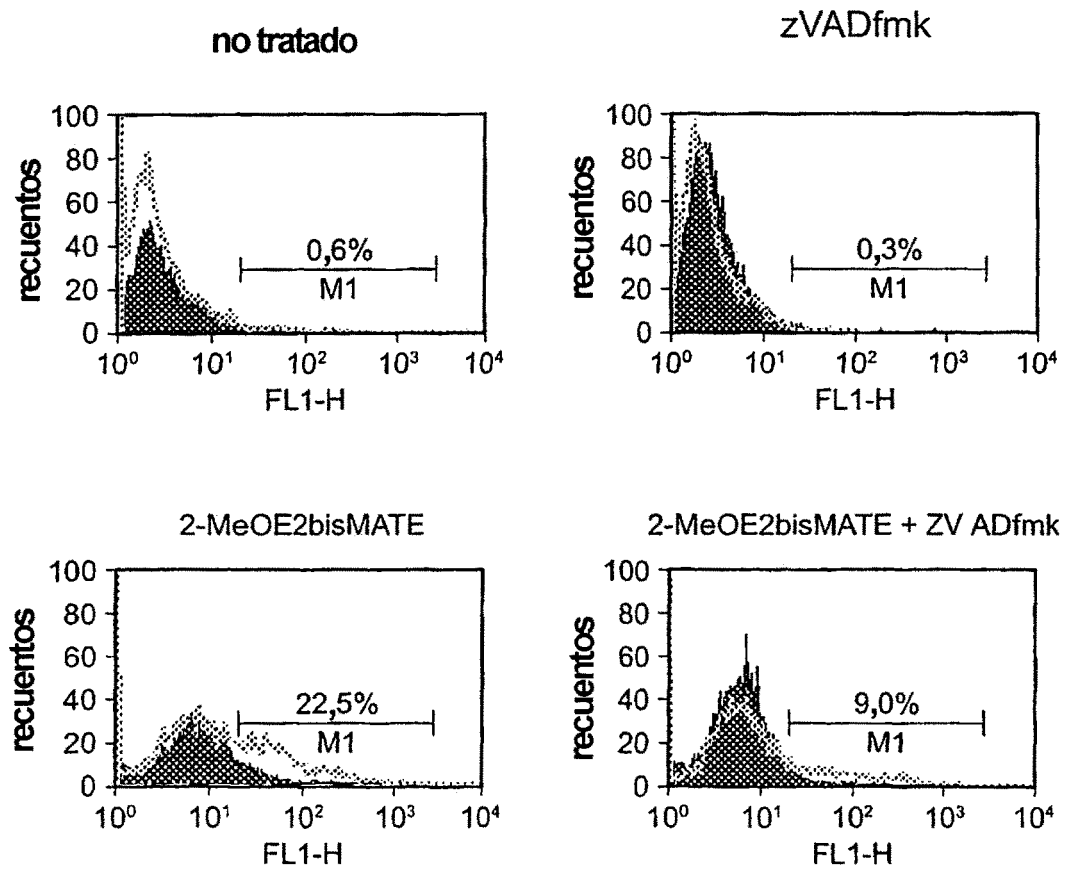 no tratado
recuentos
100
80
60
40
20
0
0,6%
M1
10⁰ 10¹ 10² 10³ 10⁴
FL1-H
zVADfmk
recuentos
100
80
60
40
20
0
0,3%
M1
10⁰ 10¹ 10² 10³ 10⁴
FL1-H
2-MeOE2bisMATE
recuentos
100
80
60
40
20
0
22,5%
M1
10⁰ 10¹ 10² 10³ 10⁴
FL1-H
2-MeOE2bisMATE + ZV ADfmk
recuentos
100
80
60
40
20
0
9,0%
M1
10⁰ 10¹ 10² 10³ 10⁴
FL1-H